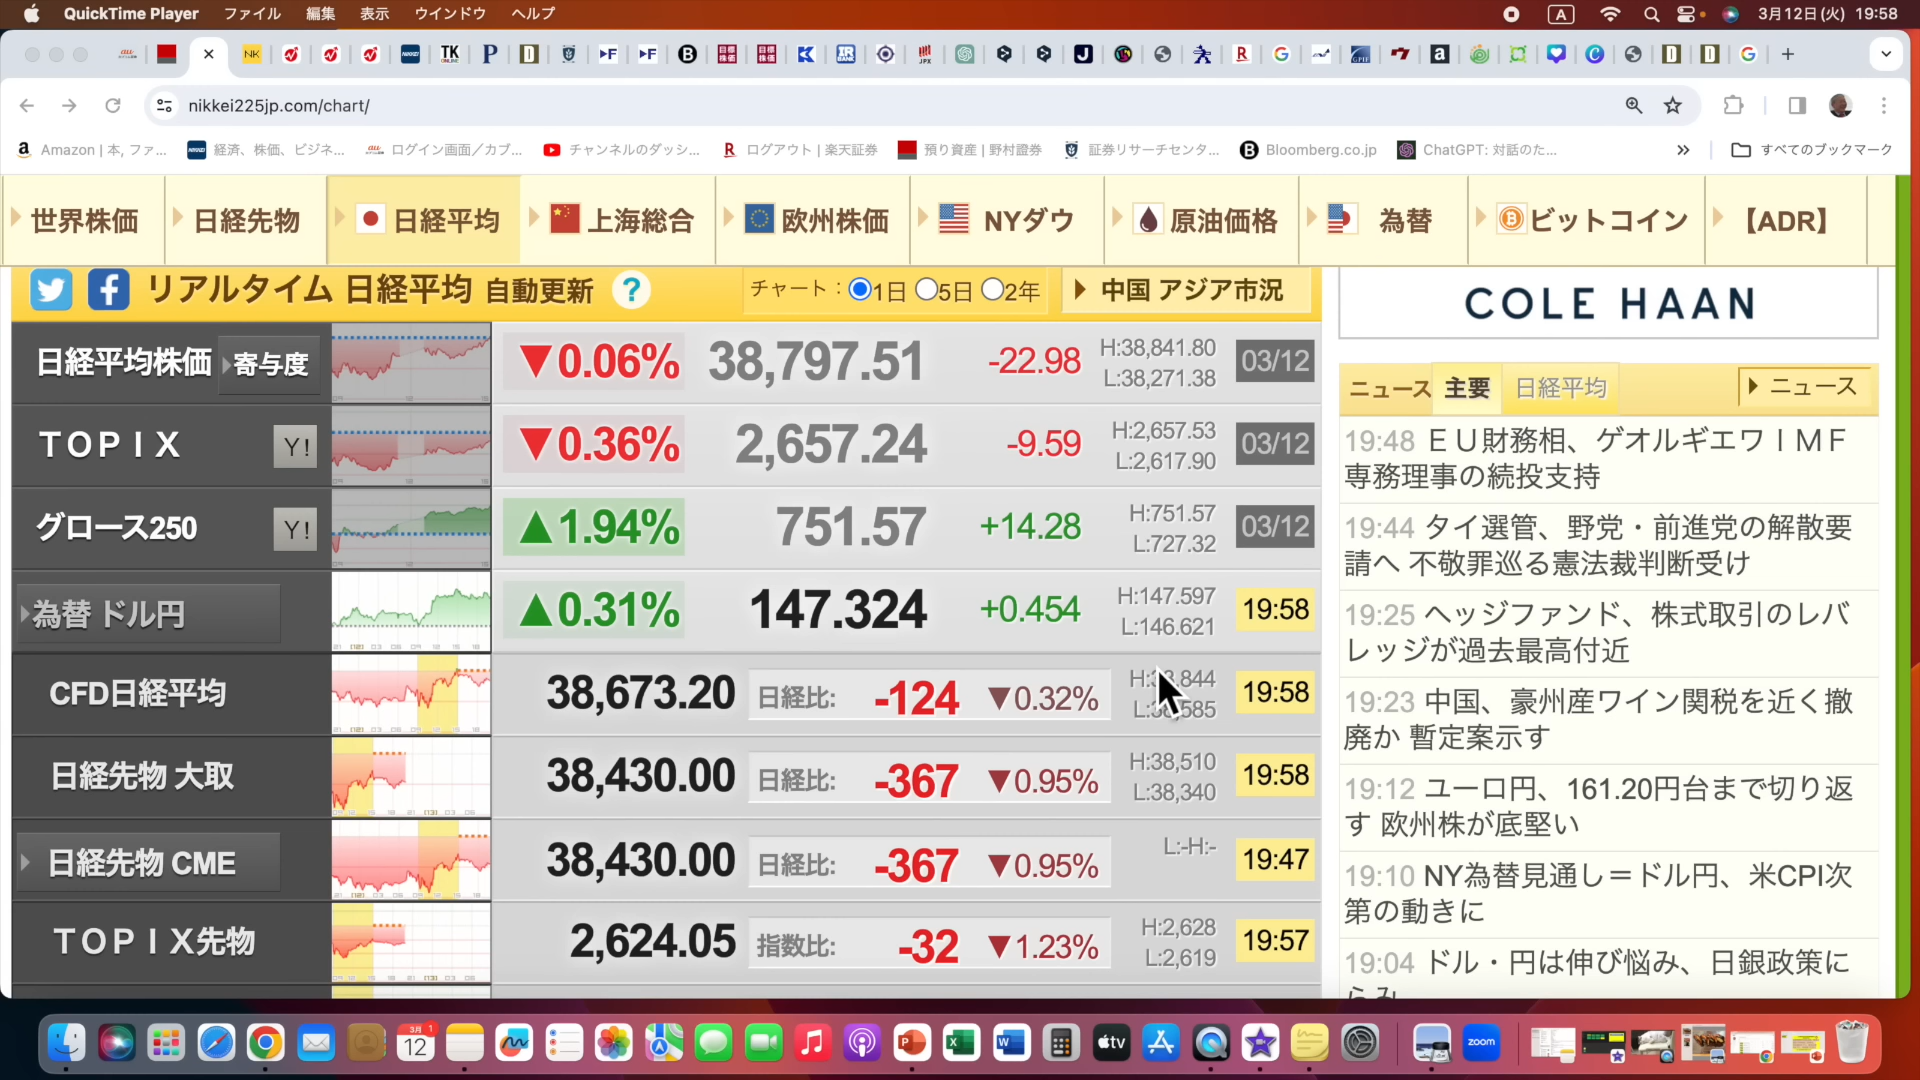 QuickTime Player ファイル 編集 表示 ウインドウ ヘルプ A 3月12日(火) 19:58
nikkei225jp.com/chart/
Amazon | 本, ファ... 経済、株価、ビジネ... ログイン画面／カブ... チャンネルのダッシ... ログアウト | 楽天証券 預り資産 | 野村證券 証券リサーチセンタ... Bloomberg.co.jp ChatGPT: 対話のた... » すべてのブックマーク
世界株価 日経先物 日経平均 上海総合 欧州株価 NYダウ 原油価格 為替 ビットコイン 【ADR】
リアルタイム 日経平均 自動更新 ? チャート： 1日 5日 2年 中国 アジア市況
COLE HAAN
日経平均株価 寄与度 ▼0.06% 38,797.51 -22.98 H:38,841.80 L:38,271.38 03/12
ＴＯＰＩＸ Y! ▼0.36% 2,657.24 -9.59 H:2,657.53 L:2,617.90 03/12
グロース250 Y! ▲1.94% 751.57 +14.28 H:751.57 L:727.32 03/12
為替 ドル円 ▲0.31% 147.324 +0.454 H:147.597 L:146.621 19:58
CFD日経平均 38,673.20 日経比: -124 ▼0.32% 19:58
日経先物 大取 38,430.00 日経比: -367 ▼0.95% H:38,510 L:38,340 19:58
日経先物 CME 38,430.00 日経比: -367 ▼0.95% L:-H:- 19:47
ＴＯＰＩＸ先物 2,624.05 指数比: -32 ▼1.23% H:2,628 L:2,619 19:57
ニュース 主要 日経平均 ニュース
19:48 ＥＵ財務相、ゲオルギエワＩＭＦ
専務理事の続投支持
19:44 タイ選管、野党・前進党の解散要
請へ 不敬罪巡る憲法裁判断受け
19:25 ヘッジファンド、株式取引のレバ
レッジが過去最高付近
19:23 中国、豪州産ワイン関税を近く撤
廃か 暫定案示す
19:12 ユーロ円、161.20円台まで切り返
す 欧州株が底堅い
19:10 NY為替見通し＝ドル円、米CPI次
第の動きに
19:04 ドル・円は伸び悩み、日銀政策に
3月 1
12
tv
zoom